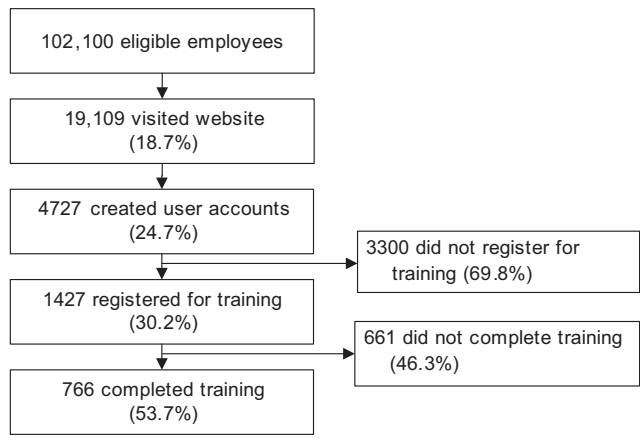 102,100 eligible employees
19,109 visited website
(18.7%)
4727 created user accounts
(24.7%)
3300 did not register for
training (69.8%)
1427 registered for training
(30.2%)
661 did not complete training
(46.3%)
766 completed training
(53.7%)